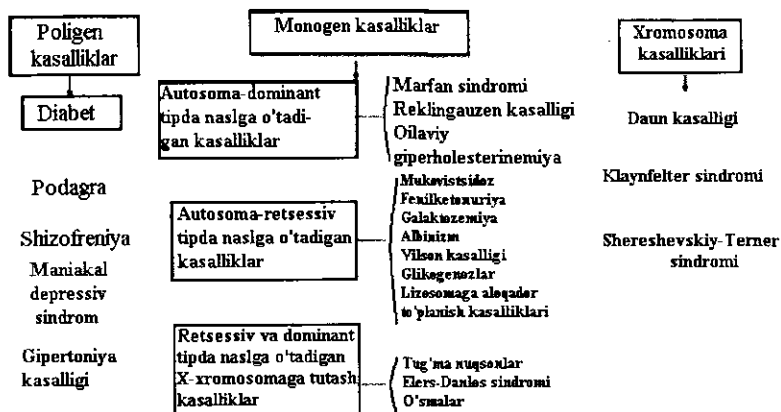 Poligen
kasalliklar
Diabet
Podagra
Shizofreniya
Maniakal
depressiv
sindrom
Gipertoniya
kasalligi
Monogen kasalliklar
Autosoma-dominant
tipda naslga o'tadi-
gan kasalliklar
Marfan sindromi
Reklingauzen kasalligi
Oilaviy
giperholesterinemiya
Autosoma-retsessiv
tipda naslga o'tadigan
kasalliklar
Mukovistsidoz
Fenilketonuriya
Galaktozemiya
Albinizm
Vilson kasalligi
Glikogenozlar
Lizosomaga aloqador
to'planish kasalliklari
Retsessiv va dominant
tipda naslga o'tadigan
X-xromosomaga tutash
kasalliklar
Tug'ma nuqsonlar
Elers-Danlos sindromi
O'smalar
Xromosoma
kasalliklari
Daun kasalligi
Klaynfelter sindromi
Shereshevskiy-Terner
sindromi